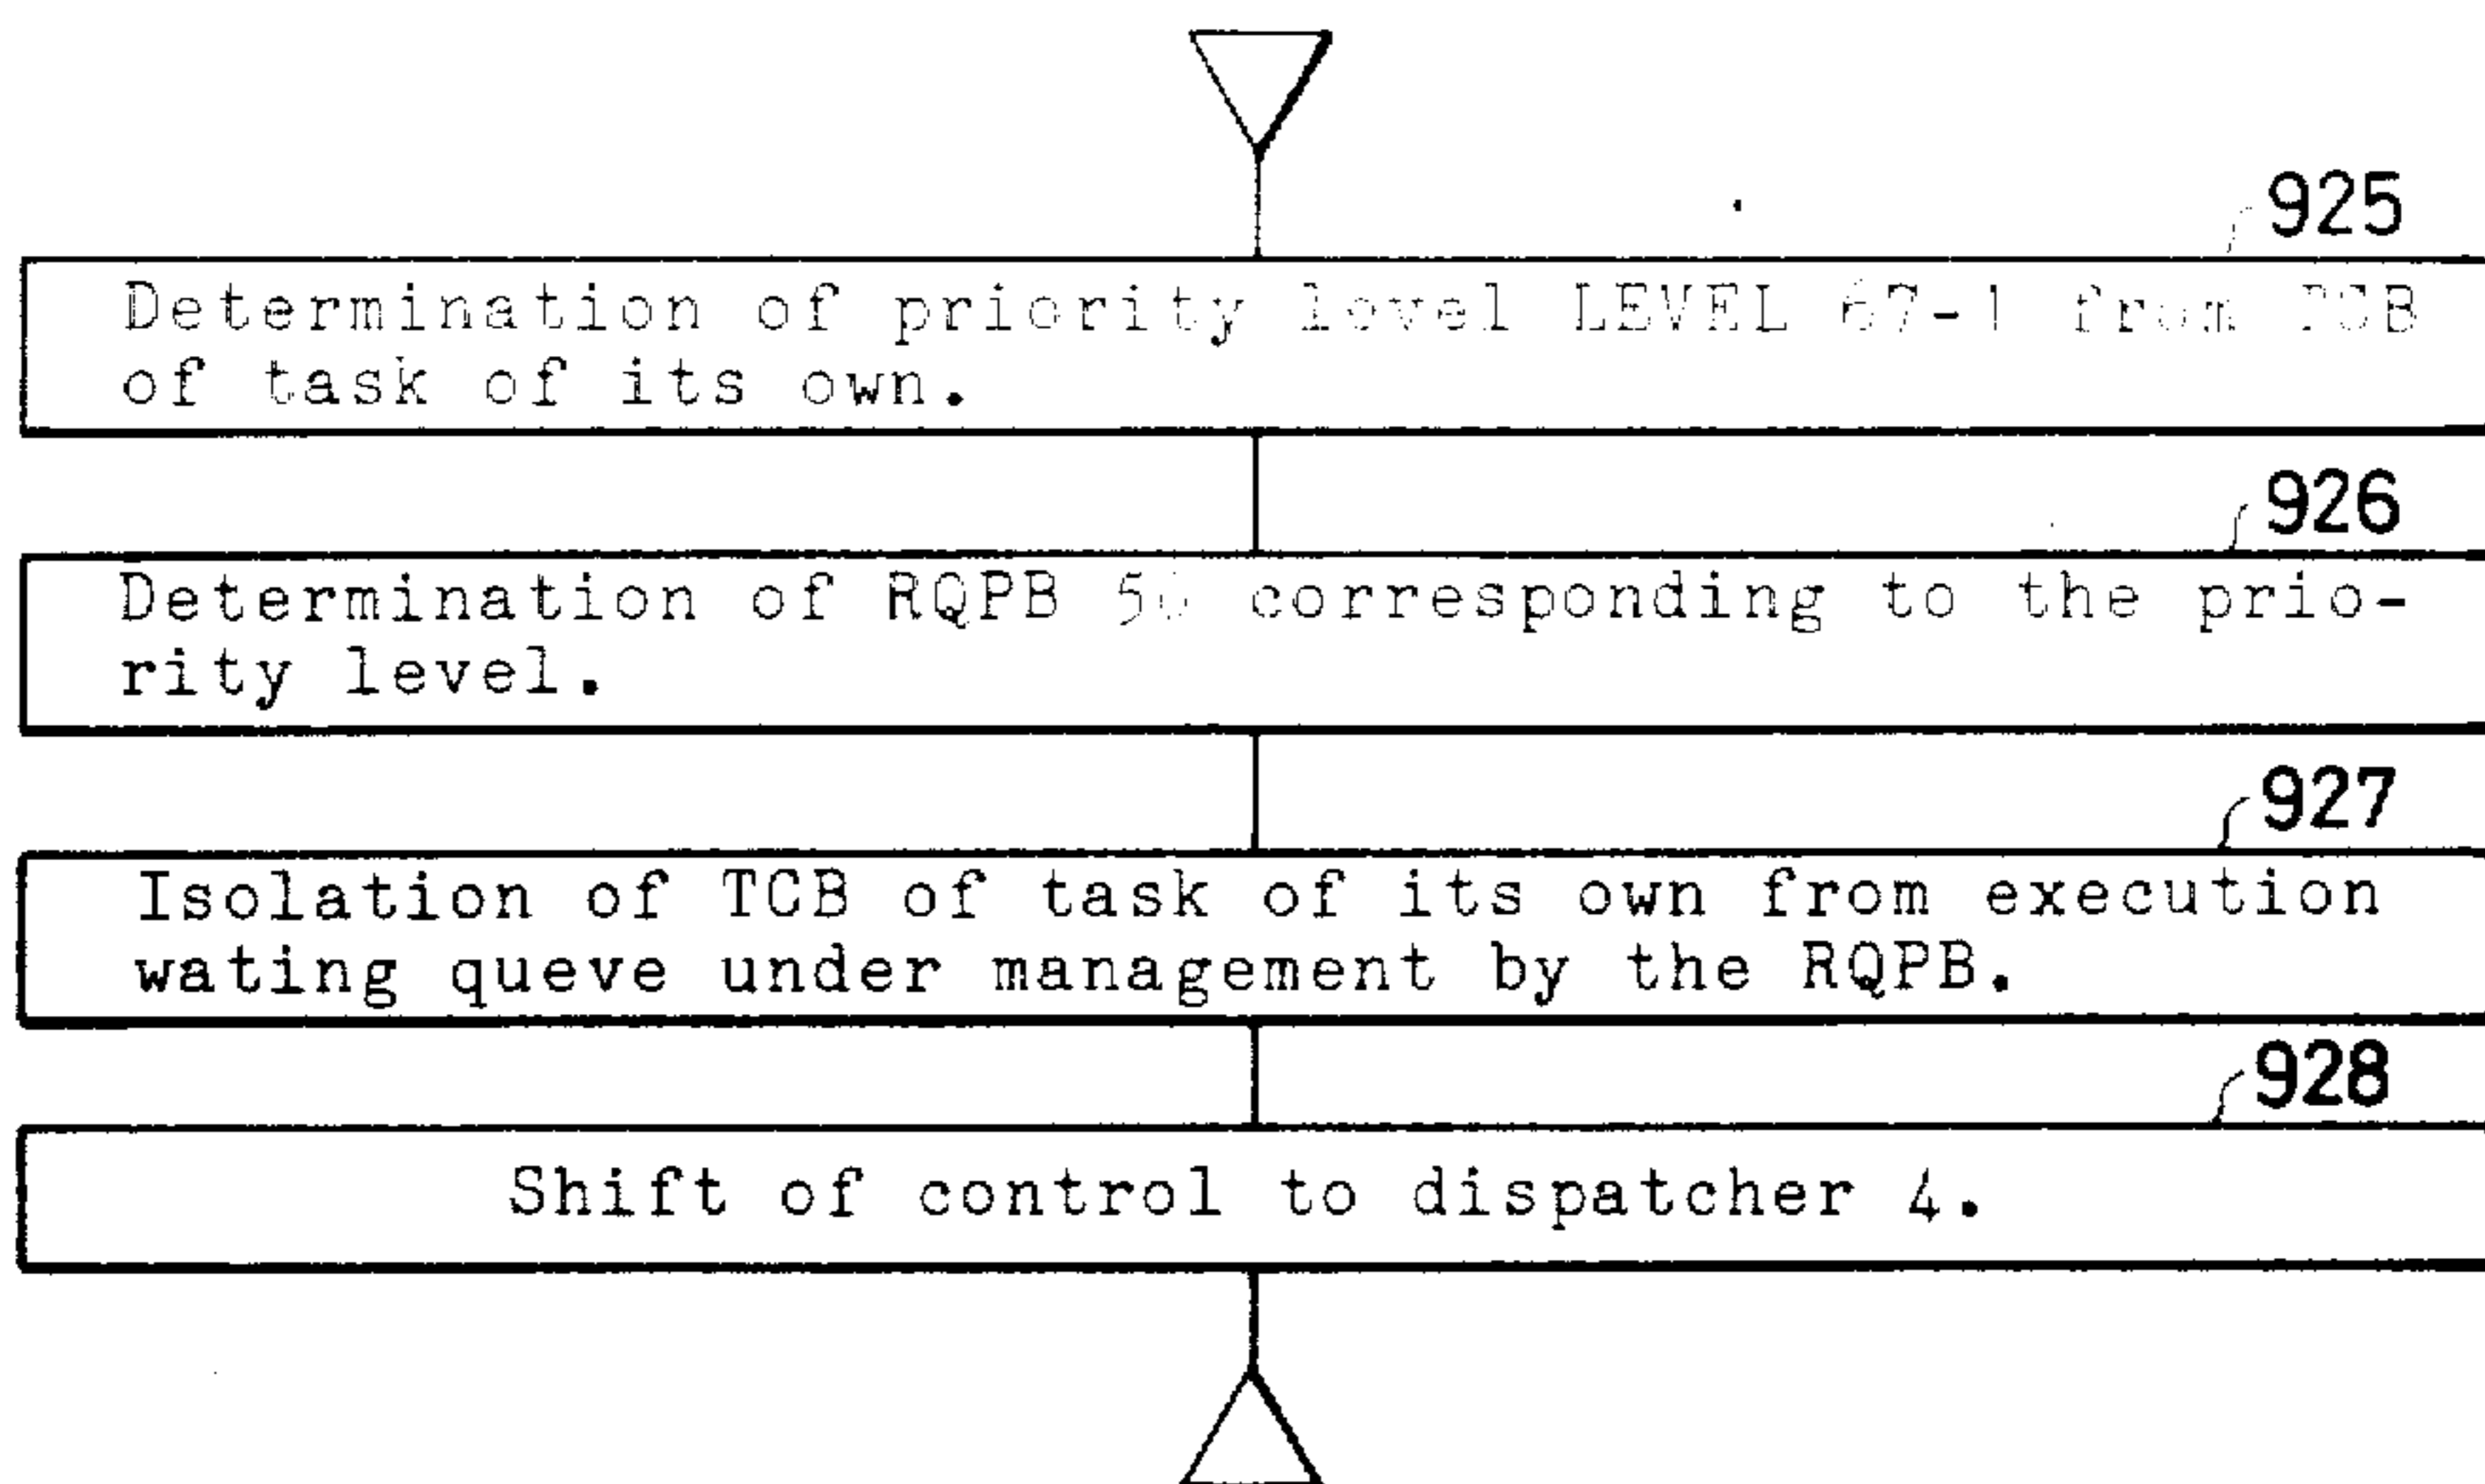 925
Determination of priority level LEVEL 67-1 from TCB
of task of its own.
926
Determination of RQPB corresponding to the prio-
rity level.
927
Isolation of TCB of task of its own from execution
wating queve under management by the RQPB.
928
Shift of control to dispatcher 4.